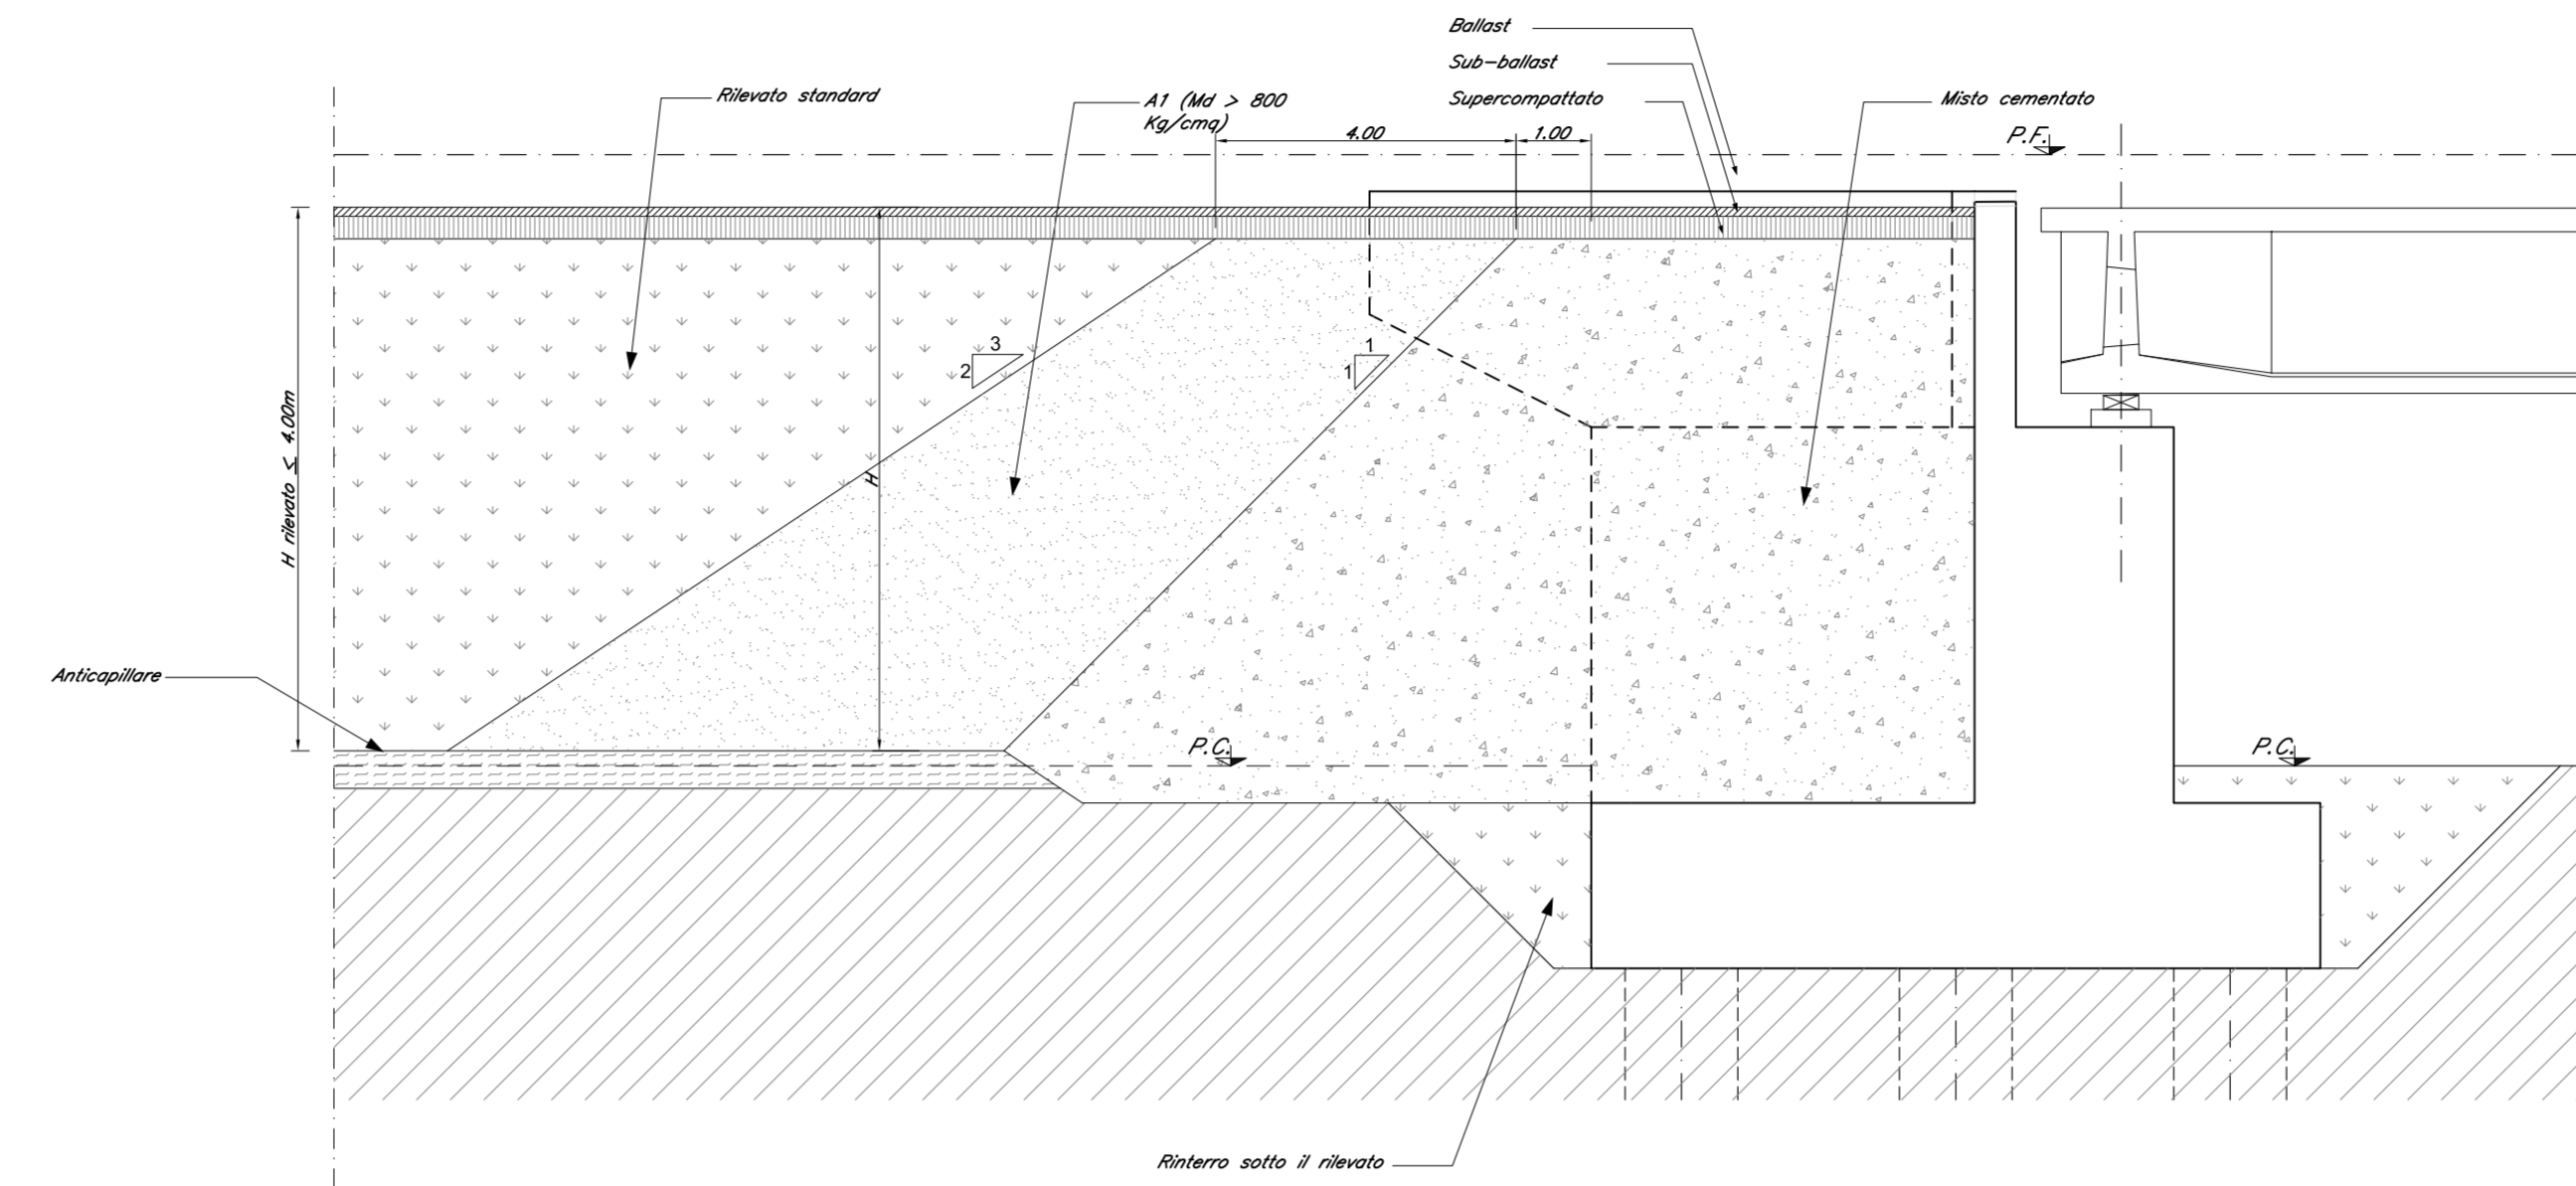 Ballast
Sub-ballast
Supercompattato
Rilevato standard
A1 (Md > 800
Kg/cmq)
Misto cementato
4.00
1.00
P.F.
3
2
1
1
H rilevato ≤ 4.00m
H
Anticapillare
P.C.
P.C.
Rinterro sotto il rilevato